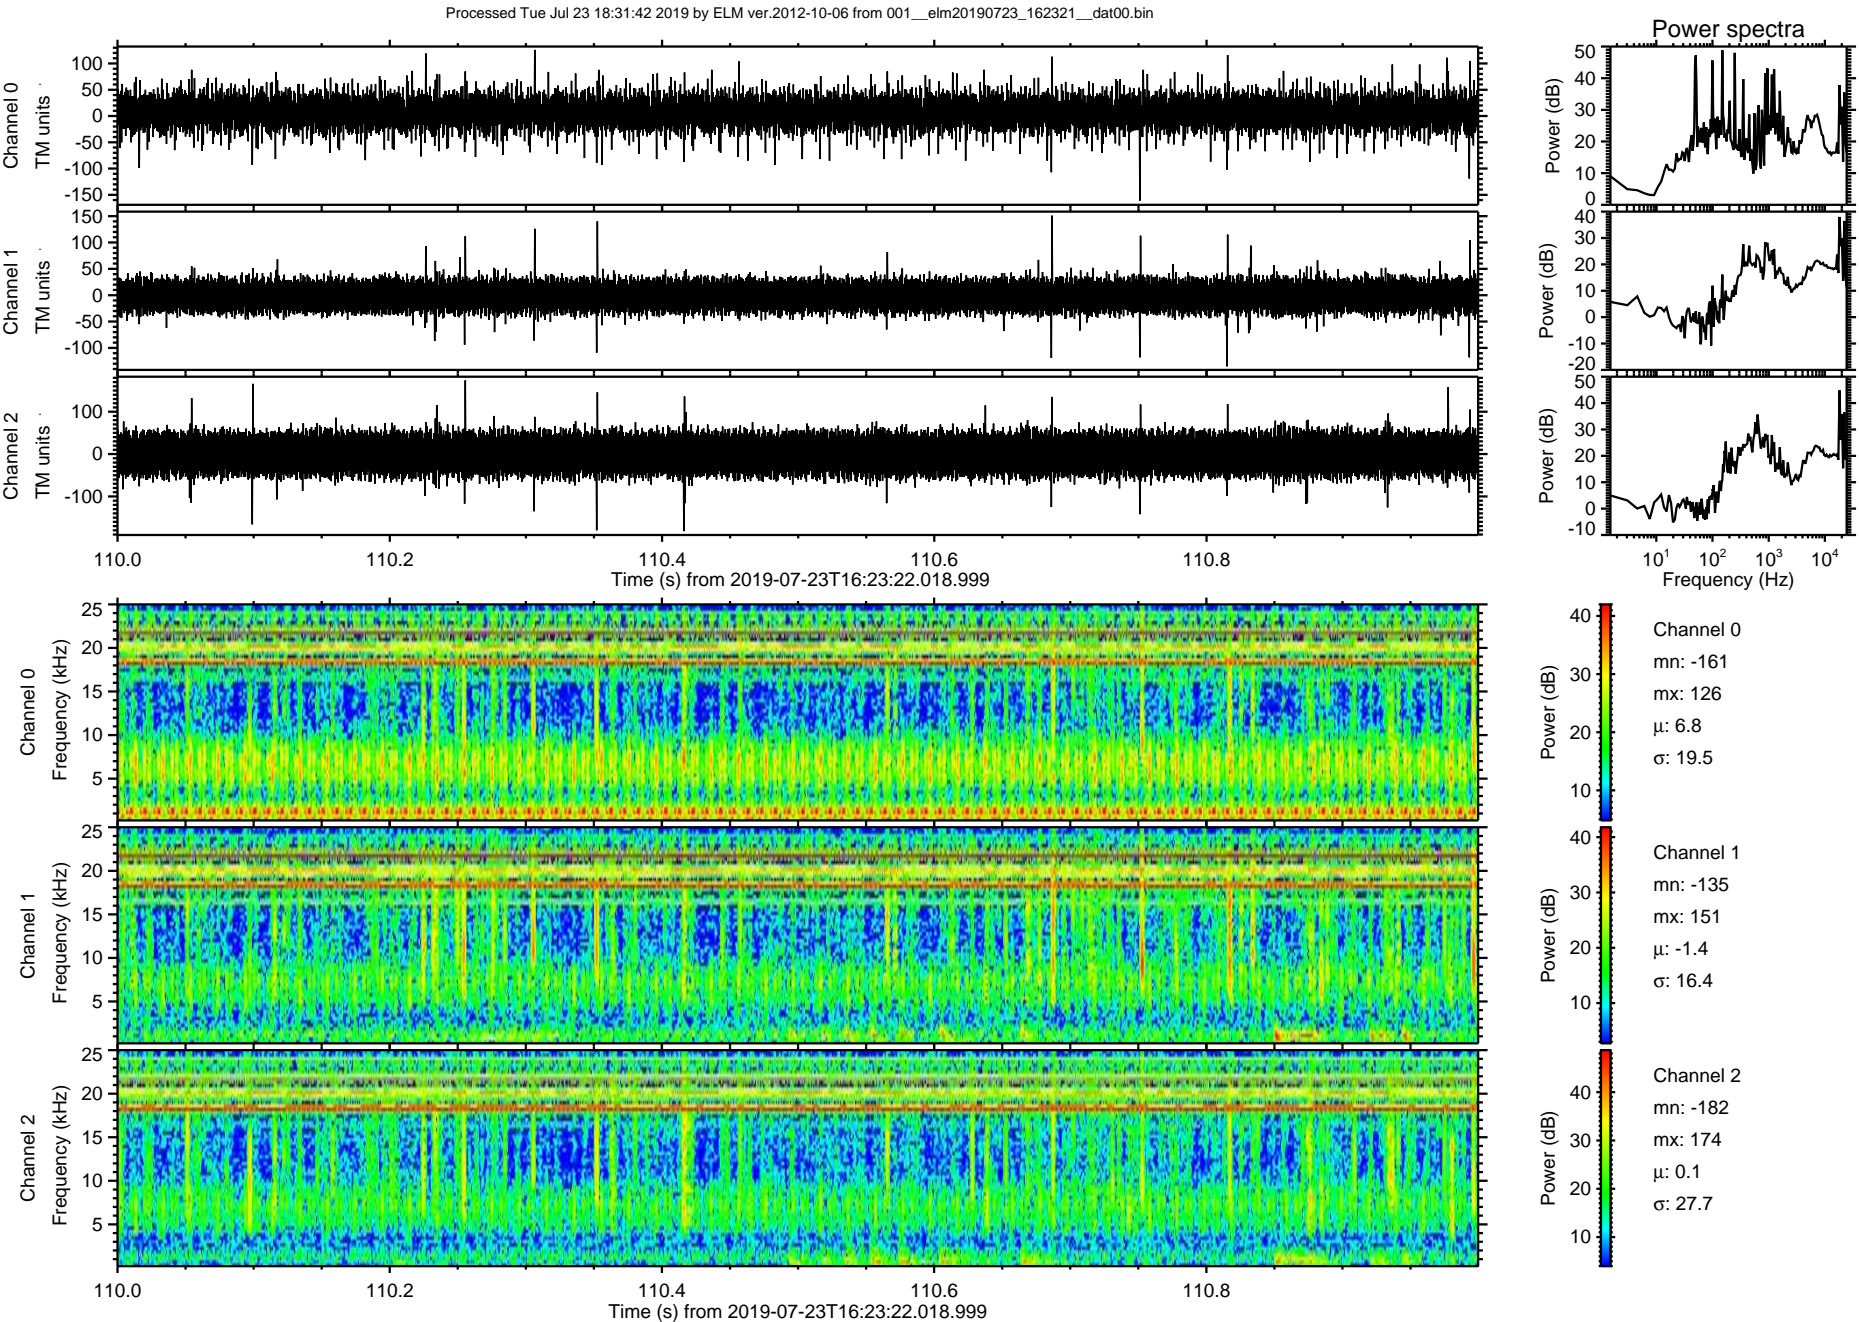 Processed Tue Jul 23 18:31:42 2019 by ELM ver.2012-10-06 from 001__elm20190723_162321__dat00.bin
Power spectra
Channel 0
TM units
100
50
0
-50
-100
-150
Power (dB)
50
40
30
20
10
0
Channel 1
TM units
150
100
50
0
-50
-100
Power (dB)
40
30
20
10
0
-10
-20
Channel 2
TM units
100
0
-100
Power (dB)
50
40
30
20
10
0
-10
110.0 110.2 110.4 110.6 110.8
Time (s) from 2019-07-23T16:23:22.018.999
10¹ 10² 10³ 10⁴
Frequency (Hz)
Channel 0
Frequency (kHz)
25
20
15
10
5
Power (dB)
40
30
20
10
Channel 0
mn: -161
mx: 126
μ: 6.8
σ: 19.5
Channel 1
Frequency (kHz)
25
20
15
10
5
Power (dB)
40
30
20
10
Channel 1
mn: -135
mx: 151
μ: -1.4
σ: 16.4
Channel 2
Frequency (kHz)
25
20
15
10
5
Power (dB)
40
30
20
10
Channel 2
mn: -182
mx: 174
μ: 0.1
σ: 27.7
110.0 110.2 110.4 110.6 110.8
Time (s) from 2019-07-23T16:23:22.018.999